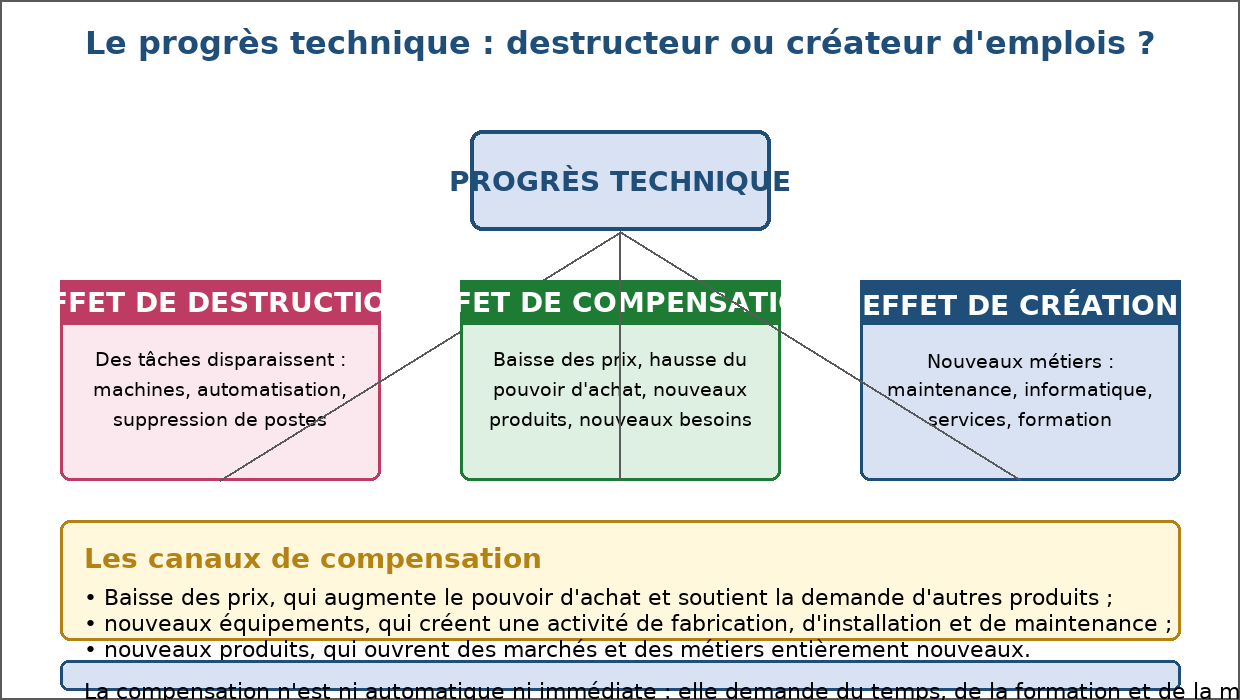 Le progrès technique : destructeur ou créateur d'emplois ?
PROGRÈS TECHNIQUE
FFET DE DESTRUCTIO
FET DE COMPENSATI
EFFET DE CRÉATION
Des tâches disparaissent :
machines, automatisation,
suppression de postes
Baisse des prix, hausse du
pouvoir d'achat, nouveaux
produits, nouveaux besoins
Nouveaux métiers :
maintenance, informatique,
services, formation
Les canaux de compensation
• Baisse des prix, qui augmente le pouvoir d'achat et soutient la demande d'autres produits ;
• nouveaux équipements, qui créent une activité de fabrication, d'installation et de maintenance ;
• nouveaux produits, qui ouvrent des marchés et des métiers entièrement nouveaux.
La compensation n'est ni automatique ni immédiate : elle demande du temps, de la formation et de la m